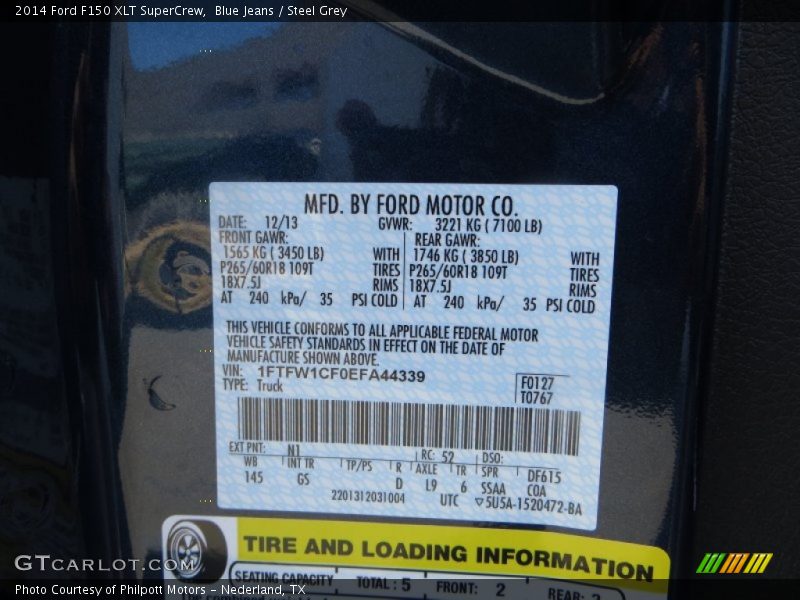 2014 Ford F150 XLT SuperCrew,  Blue Jeans / Steel Grey
MFD. BY FORD MOTOR CO.
DATE: 12/13 GVWR: 3221 KG ( 7100 LB)
FRONT GAWR: REAR GAWR:
1565 KG ( 3450 LB) WITH 1746 KG ( 3850 LB) WITH
P265/60R18 109T TIRES P265/60R18 109T TIRES
18X7.5J RIMS 18X7.5J RIMS
AT 240 kPa/ 35 PSI COLD AT 240 kPa/ 35 PSI COLD
THIS VEHICLE CONFORMS TO ALL APPLICABLE FEDERAL MOTOR
VEHICLE SAFETY STANDARDS IN EFFECT ON THE DATE OF
MANUFACTURE SHOWN ABOVE.
VIN: 1FTFW1CF0EFA44339 F0127
TYPE: Truck T0767
EXT PNT: N1 RC: 52 DSO:
WB INT TR TP/PS R AXLE TR SPR DF615
145 GS D L9 6 SSAA COA
2201312031004 UTC ▽5U5A-1520472-BA
TIRE AND LOADING INFORMATION
SEATING CAPACITY TOTAL : 5 FRONT: 2 REAR: 3
GTCARLOT.COM
Photo Courtesy of Philpott Motors – Nederland, TX